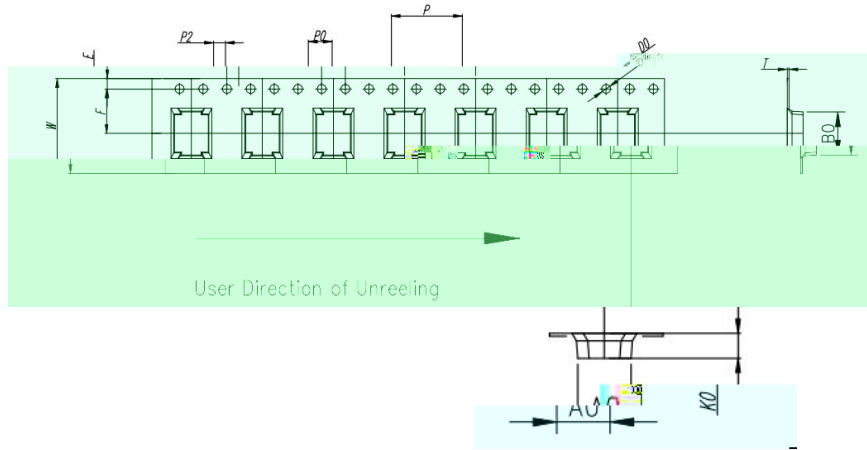 P
P2
P0
D0
E
T
F
W
B0
User Direction of Unreeling
K0
A0